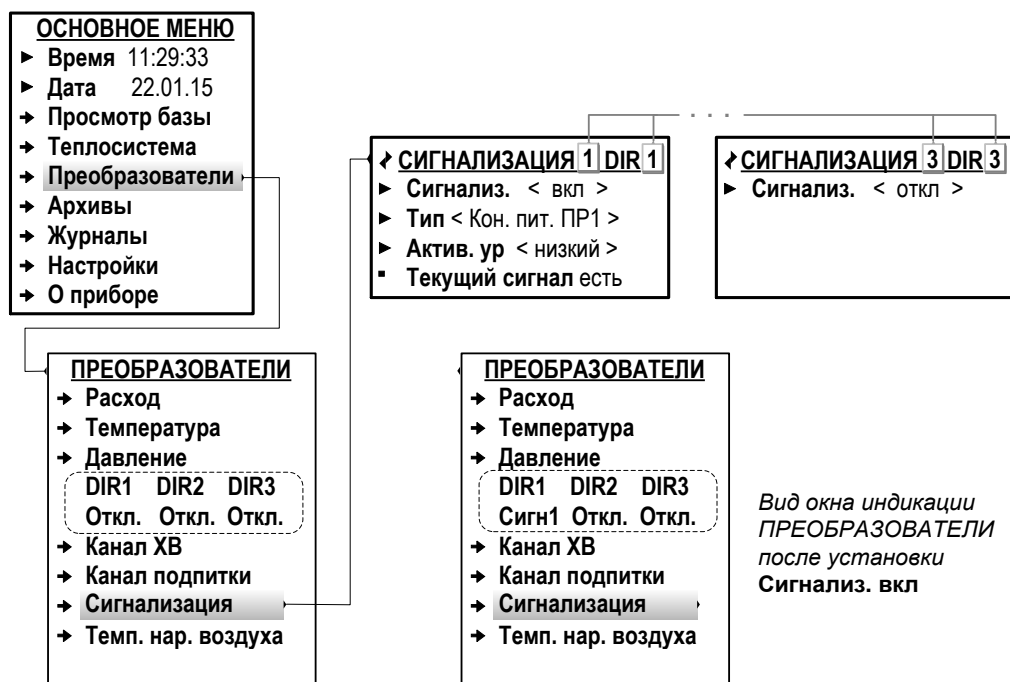 ОСНОВНОЕ МЕНЮ
Время 11:29:33
Дата 22.01.15
Просмотр базы
Теплосистема
Преобразователи
Архивы
Журналы
Настройки
О приборе
. . .
СИГНАЛИЗАЦИЯ 1 DIR 1
Сигнализ. < вкл >
Тип < Кон. пит. ПР1 >
Актив. ур < низкий >
Текущий сигнал есть
СИГНАЛИЗАЦИЯ 3 DIR 3
Сигнализ. < откл >
ПРЕОБРАЗОВАТЕЛИ
Расход
Температура
Давление
DIR1 DIR2 DIR3
Откл. Откл. Откл.
Канал ХВ
Канал подпитки
Сигнализация
Темп. нар. воздуха
ПРЕОБРАЗОВАТЕЛИ
Расход
Температура
Давление
DIR1 DIR2 DIR3
Сигн1 Откл. Откл.
Канал ХВ
Канал подпитки
Сигнализация
Темп. нар. воздуха
Вид окна индикации
ПРЕОБРАЗОВАТЕЛИ
после установки
Сигнализ. вкл